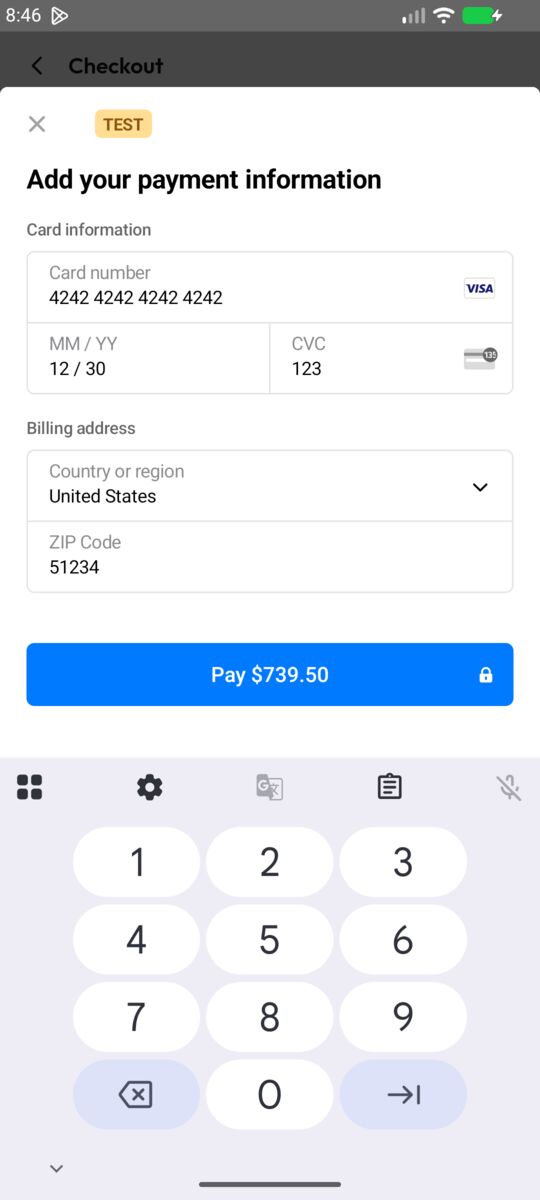 8:46
Checkout
TEST
Add your payment information
Card information
Card number
4242 4242 4242 4242
VISA
MM / YY
12 / 30
CVC
123
135
Billing address
Country or region
United States
ZIP Code
51234
Pay $739.50
1 2 3
4 5 6
7 8 9
0